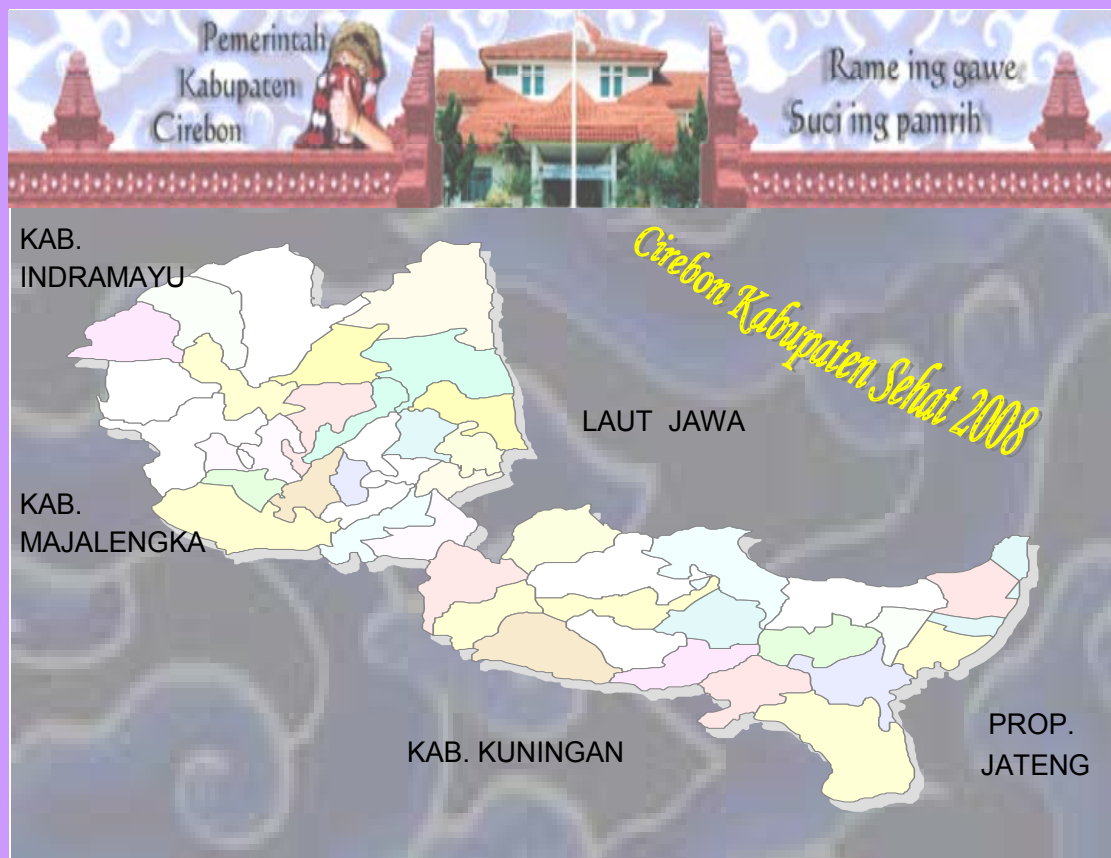 Pemerintah
Kabupaten
Cirebon
Rame ing gawe
Suci ing pamrih
KAB.
INDRAMAYU
Cirebon Kabupaten Sehat 2008
LAUT JAWA
KAB.
MAJALENGKA
KAB. KUNINGAN
PROP.
JATENG